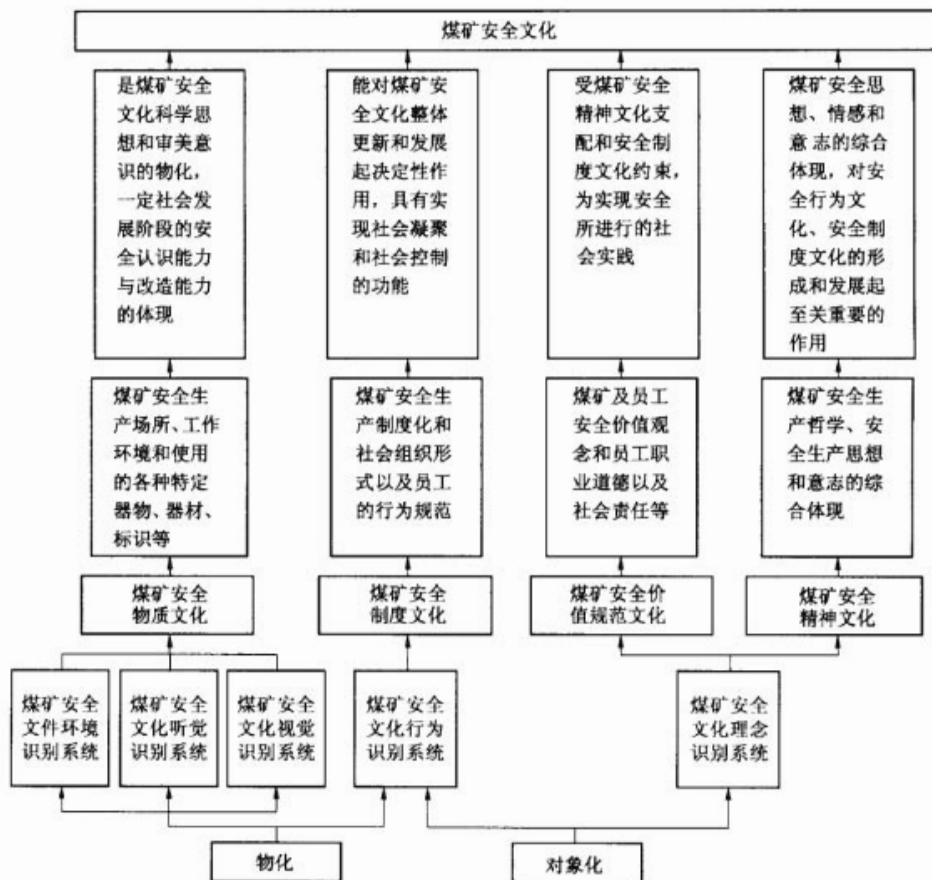 煤矿安全文化
是煤矿安全
文化科学思
想和审美意
识的物化，
一定社会发
展阶段的安
全认识能力
与改造能力
的体现
能对煤矿安
全文化整体
更新和发展
起决定性作
用，具有实
现社会凝聚
和社会控制
的功能
受煤矿安全
精神文化支
配和安全制
度文化约束，
为实现安全
所进行的社
会实践
煤矿安全思
想、情感和
意志的综合
体现，对安
全行为文
化、安全制
度文化的形
成和发展起
至关重要的
作用
煤矿安全生
产场所、工作
环境和使用
的各种特定
器物、器材、
标识等
煤矿安全生
产制度化和
社会组织形
式以及员工
的行为规范
煤矿及员工
安全价值观
念和员工职
业道德以及
社会责任等
煤矿安全生
产哲学、安
全生产思想
和意志的综
合体现
煤矿安全
物质文化
煤矿安全
制度文化
煤矿安全价
值规范文化
煤矿安全
精神文化
煤矿安全
文件环境
识别系统
煤矿安全
文化听觉
识别系统
煤矿安全
文化视觉
识别系统
煤矿安全
文化行为
识别系统
煤矿安全
文化理念
识别系统
物化
对象化